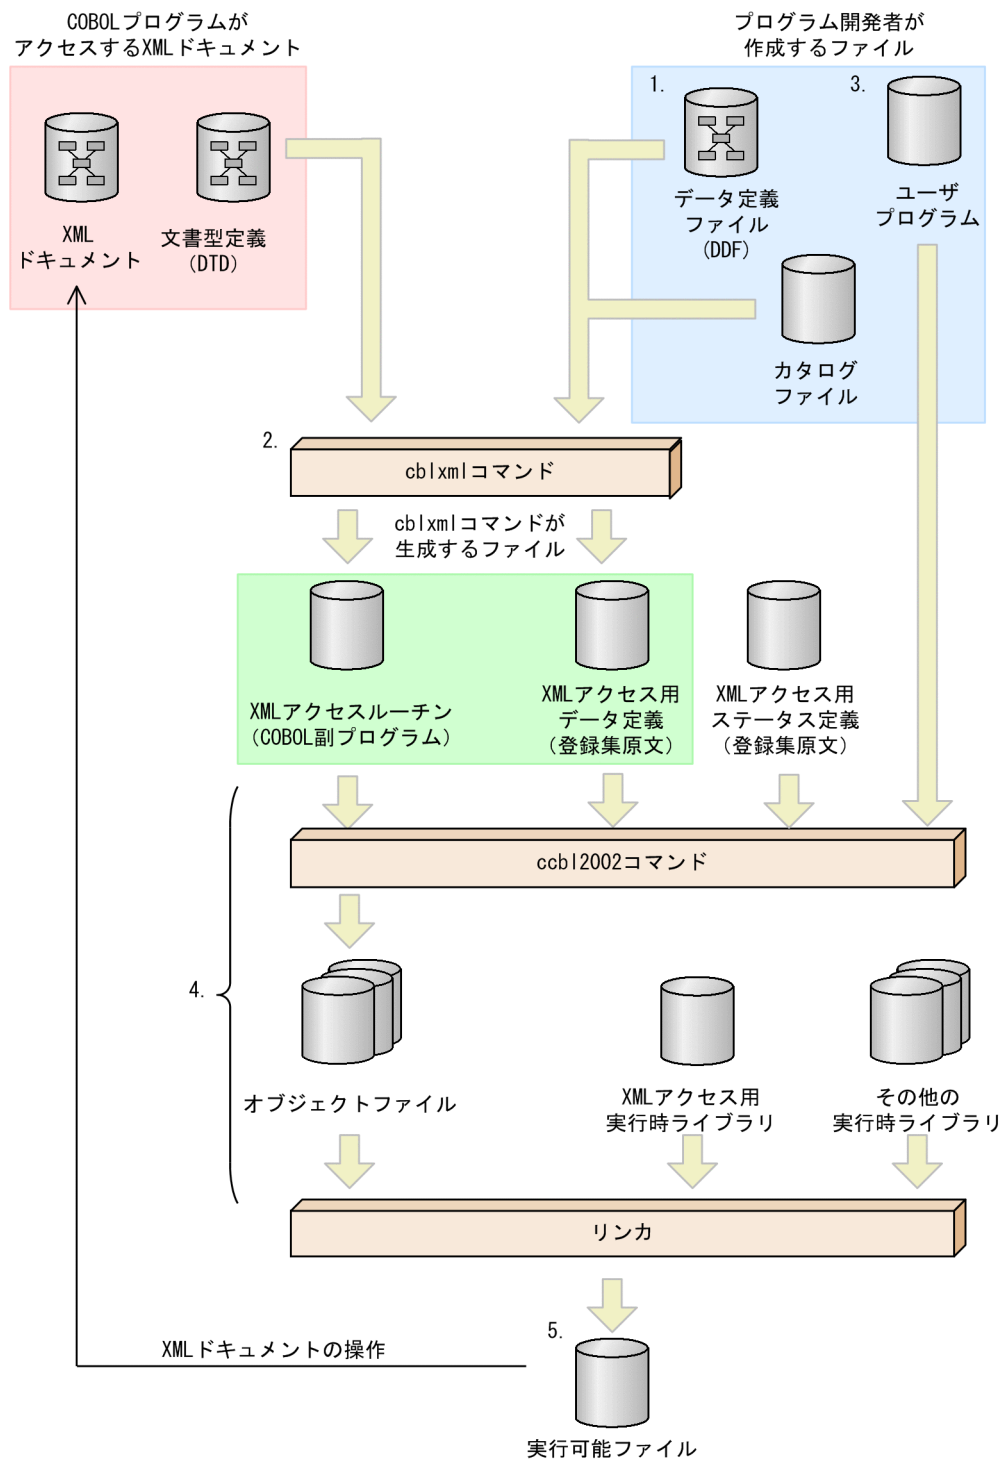 COBOLプログラムが
アクセスするXMLドキュメント
プログラム開発者が
作成するファイル
1.
3.
XML
ドキュメント
文書型定義
(DTD)
データ定義
ファイル
(DDF)
ユーザ
プログラム
カタログ
ファイル
2.
cblxmlコマンド
cblxmlコマンドが
生成するファイル
XMLアクセスルーチン
(COBOL副プログラム)
XMLアクセス用
データ定義
(登録集原文)
XMLアクセス用
ステータス定義
(登録集原文)
ccbl2002コマンド
4.
オブジェクトファイル
XMLアクセス用
実行時ライブラリ
その他の
実行時ライブラリ
リンカ
5.
XMLドキュメントの操作
実行可能ファイル